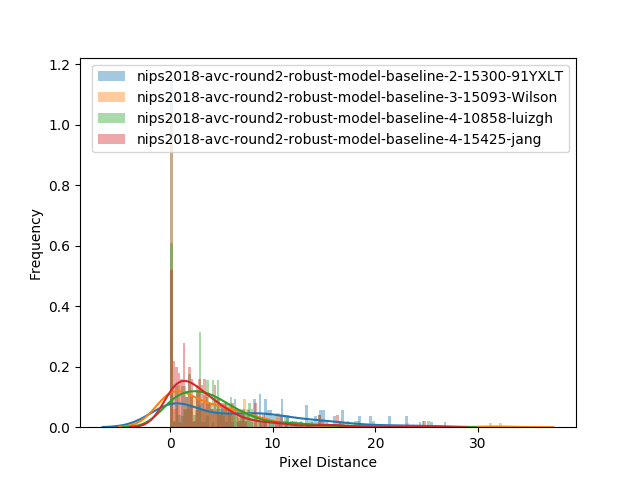 nips2018-avc-round2-robust-model-baseline-2-15300-91YXLT
nips2018-avc-round2-robust-model-baseline-3-15093-Wilson
nips2018-avc-round2-robust-model-baseline-4-10858-luizgh
nips2018-avc-round2-robust-model-baseline-4-15425-jang
1.2
1.0
0.8
0.6
0.4
0.2
0.0
Frequency
0 10 20 30
Pixel Distance